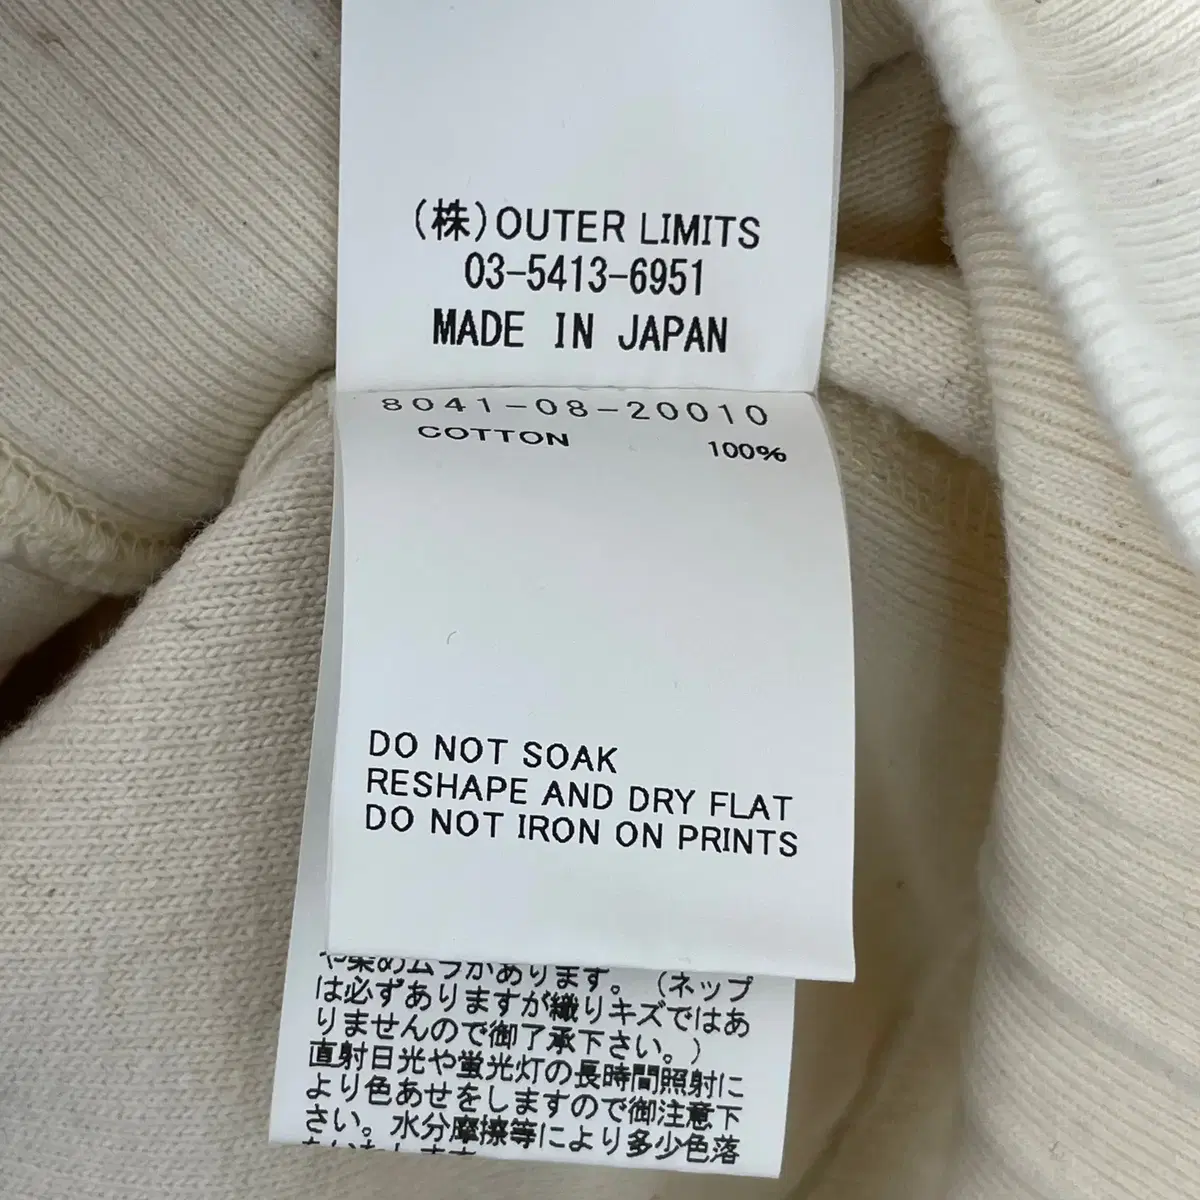 (株)OUTER LIMITS
03-5413-6951
MADE IN JAPAN
8041-08-20010
COTTON 100%
DO NOT SOAK
RESHAPE AND DRY FLAT
DO NOT IRON ON PRINTS
や染めムラがあります。(ネップ
は必ずありますが織りキズではあ
りませんので御了承下さい。)
直射日光や蛍光灯の長時間照射に
より色あせをしますので御注意下
さい。水分摩擦等により多少色落